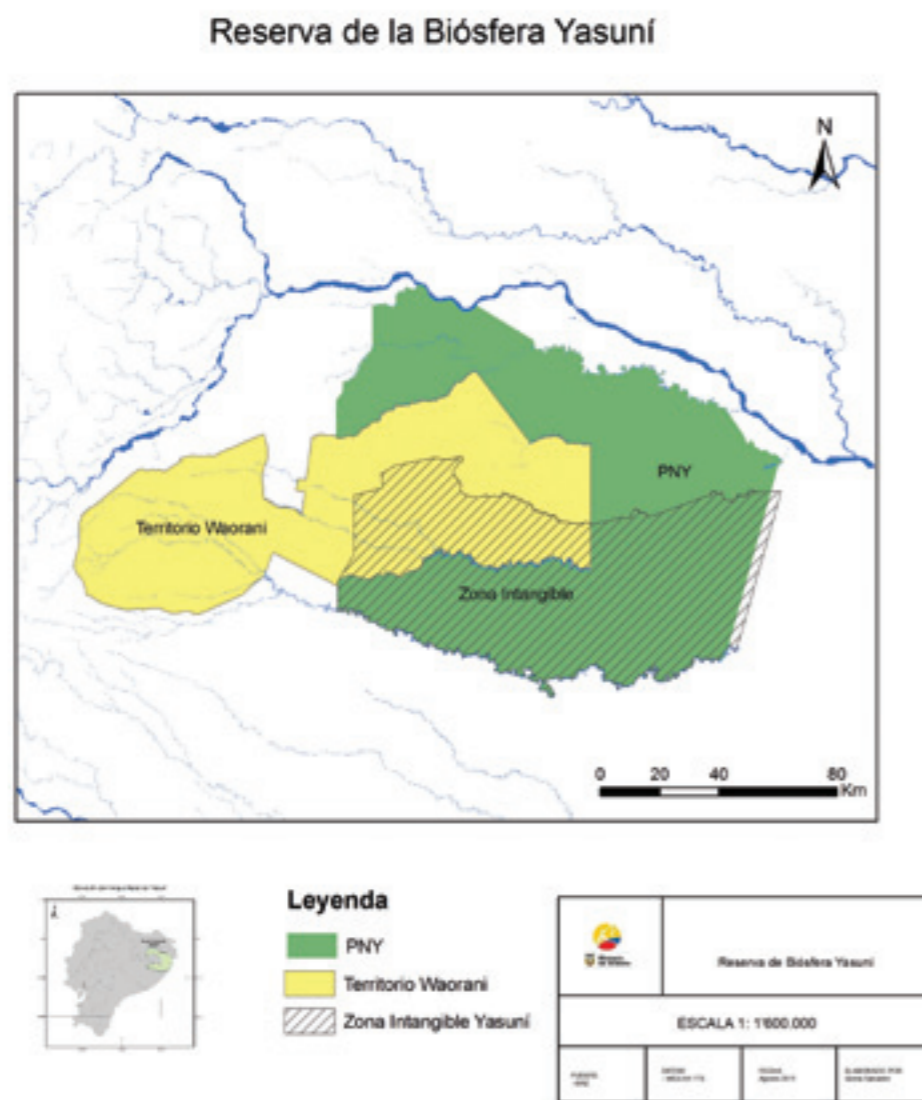 Reserva de la Biósfera Yasuní
N
PNY
Territorio Waorani
Zona Intangible
0 20 40 80
Km
Leyenda
PNY
Territorio Waorani
Zona Intangible Yasuní
Reserva de Biósfera Yasuní
ESCALA 1: 1'600.000